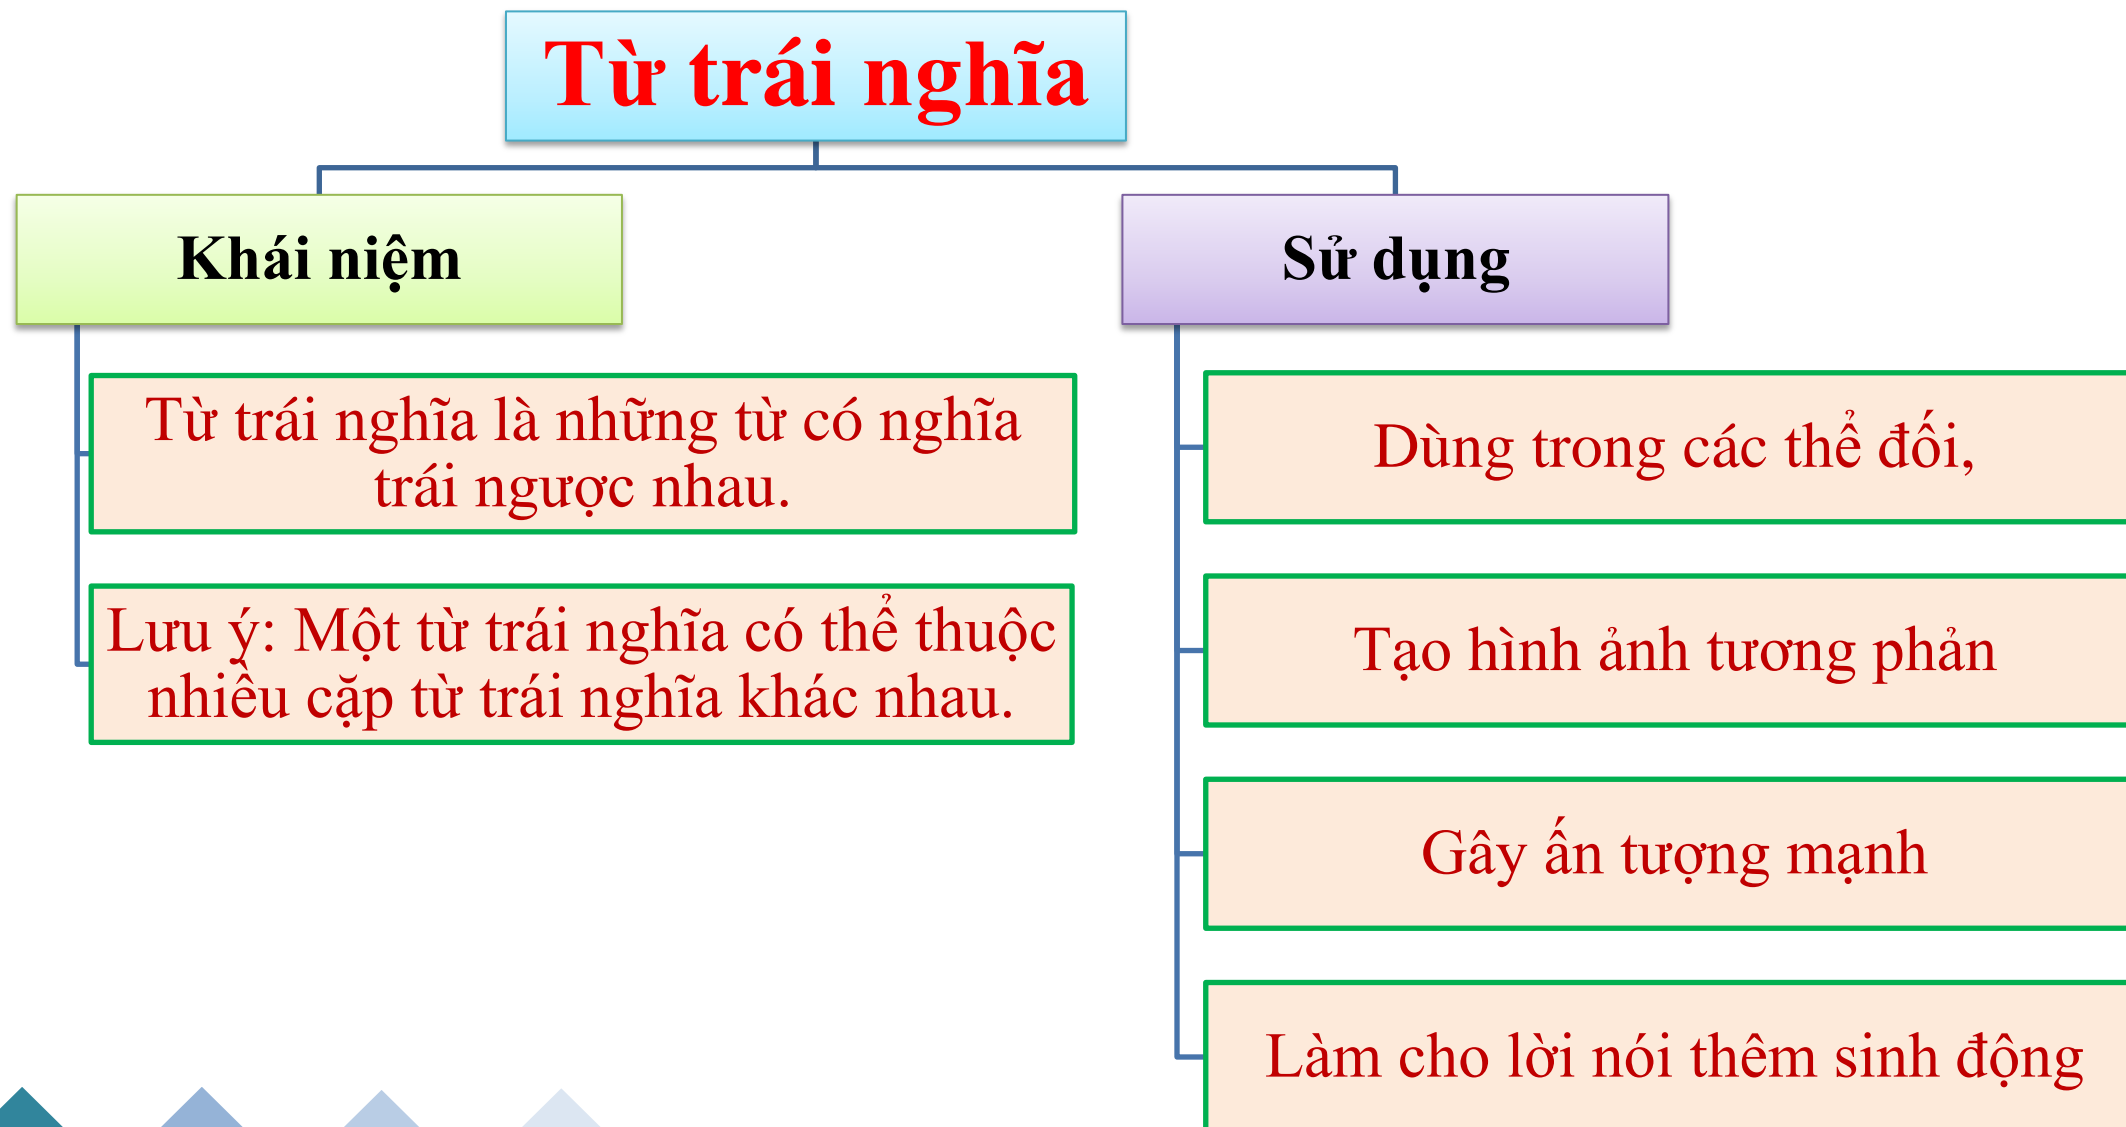 Từ trái nghĩa
Khái niệm
Từ trái nghĩa là những từ có nghĩa
trái ngược nhau.
Lưu ý: Một từ trái nghĩa có thể thuộc
nhiều cặp từ trái nghĩa khác nhau.
Sử dụng
Dùng trong các thể đối,
Tạo hình ảnh tương phản
Gây ấn tượng mạnh
Làm cho lời nói thêm sinh động